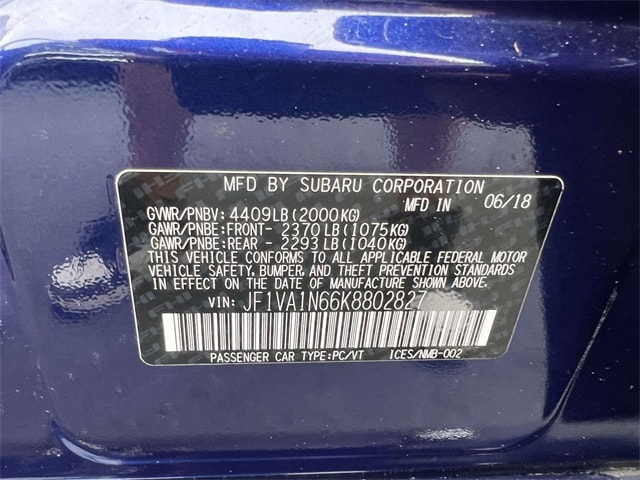 MFD BY SUBARU CORPORATION
MFD IN 06/18
GVWR/PNBV: 4409LB(2000KG)
GAWR/PNBE:FRONT- 2370LB(1075KG)
GAWR/PNBE:REAR - 2293LB(1040KG)
THIS VEHICLE CONFORMS TO ALL APPLICABLE FEDERAL MOTOR
VEHICLE SAFETY, BUMPER, AND THEFT PREVENTION STANDARDS
IN EFFECT ON THE DATE OF MANUFACTURE SHOWN ABOVE.
VIN: JF1VA1N66K8802827
PASSENGER CAR TYPE:PC/VT ICES/NMB-002